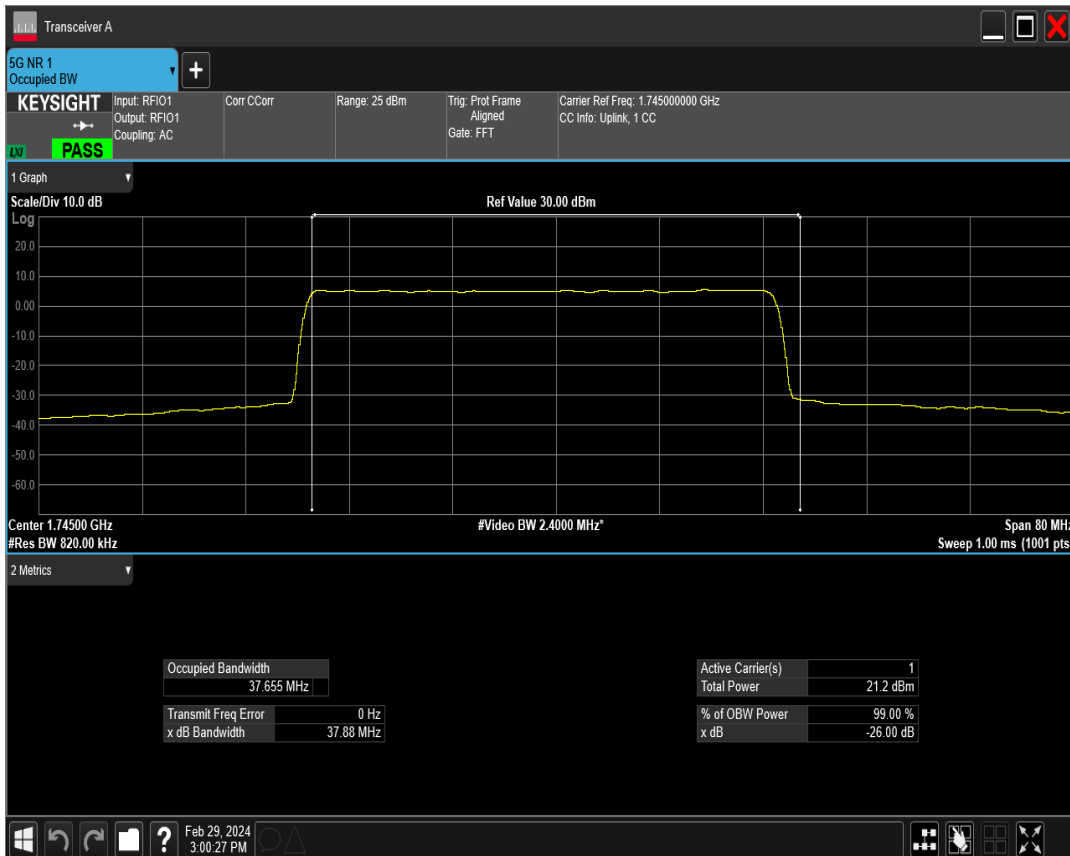 Transceiver A
5G NR 1
Occupied BW
KEYSIGHT
LXI
PASS
Input: RFIO1
Output: RFIO1
Coupling: AC
Corr CCorr
Range: 25 dBm
Trig: Prot Frame
Aligned
Gate: FFT
Carrier Ref Freq: 1.745000000 GHz
CC Info: Uplink, 1 CC
1 Graph
Scale/Div 10.0 dB
Ref Value 30.00 dBm
Log
20.0
10.0
0.00
-10.0
-20.0
-30.0
-40.0
-50.0
-60.0
Center 1.74500 GHz
#Video BW 2.4000 MHz*
Span 80 MHz
#Res BW 820.00 kHz
Sweep 1.00 ms (1001 pts
2 Metrics
Occupied Bandwidth
37.655 MHz
Transmit Freq Error 0 Hz
x dB Bandwidth 37.88 MHz
Active Carrier(s) 1
Total Power 21.2 dBm
% of OBW Power 99.00 %
x dB -26.00 dB
?
Feb 29, 2024
3:00:27 PM